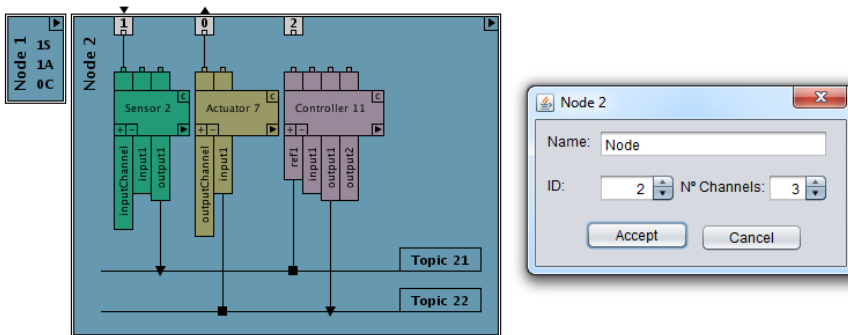 Node 1
1S
1A
0C
Node 2
1
0
2
Sensor 2
C
Actuator 7
C
Controller 11
C
+ -
+ -
+ -
inputChannel
input1
output1
outputChannel
input1
ref1
input1
output1
output2
Topic 21
Topic 22
Node 2
Name: Node
ID: 2 Nº Channels: 3
Accept Cancel